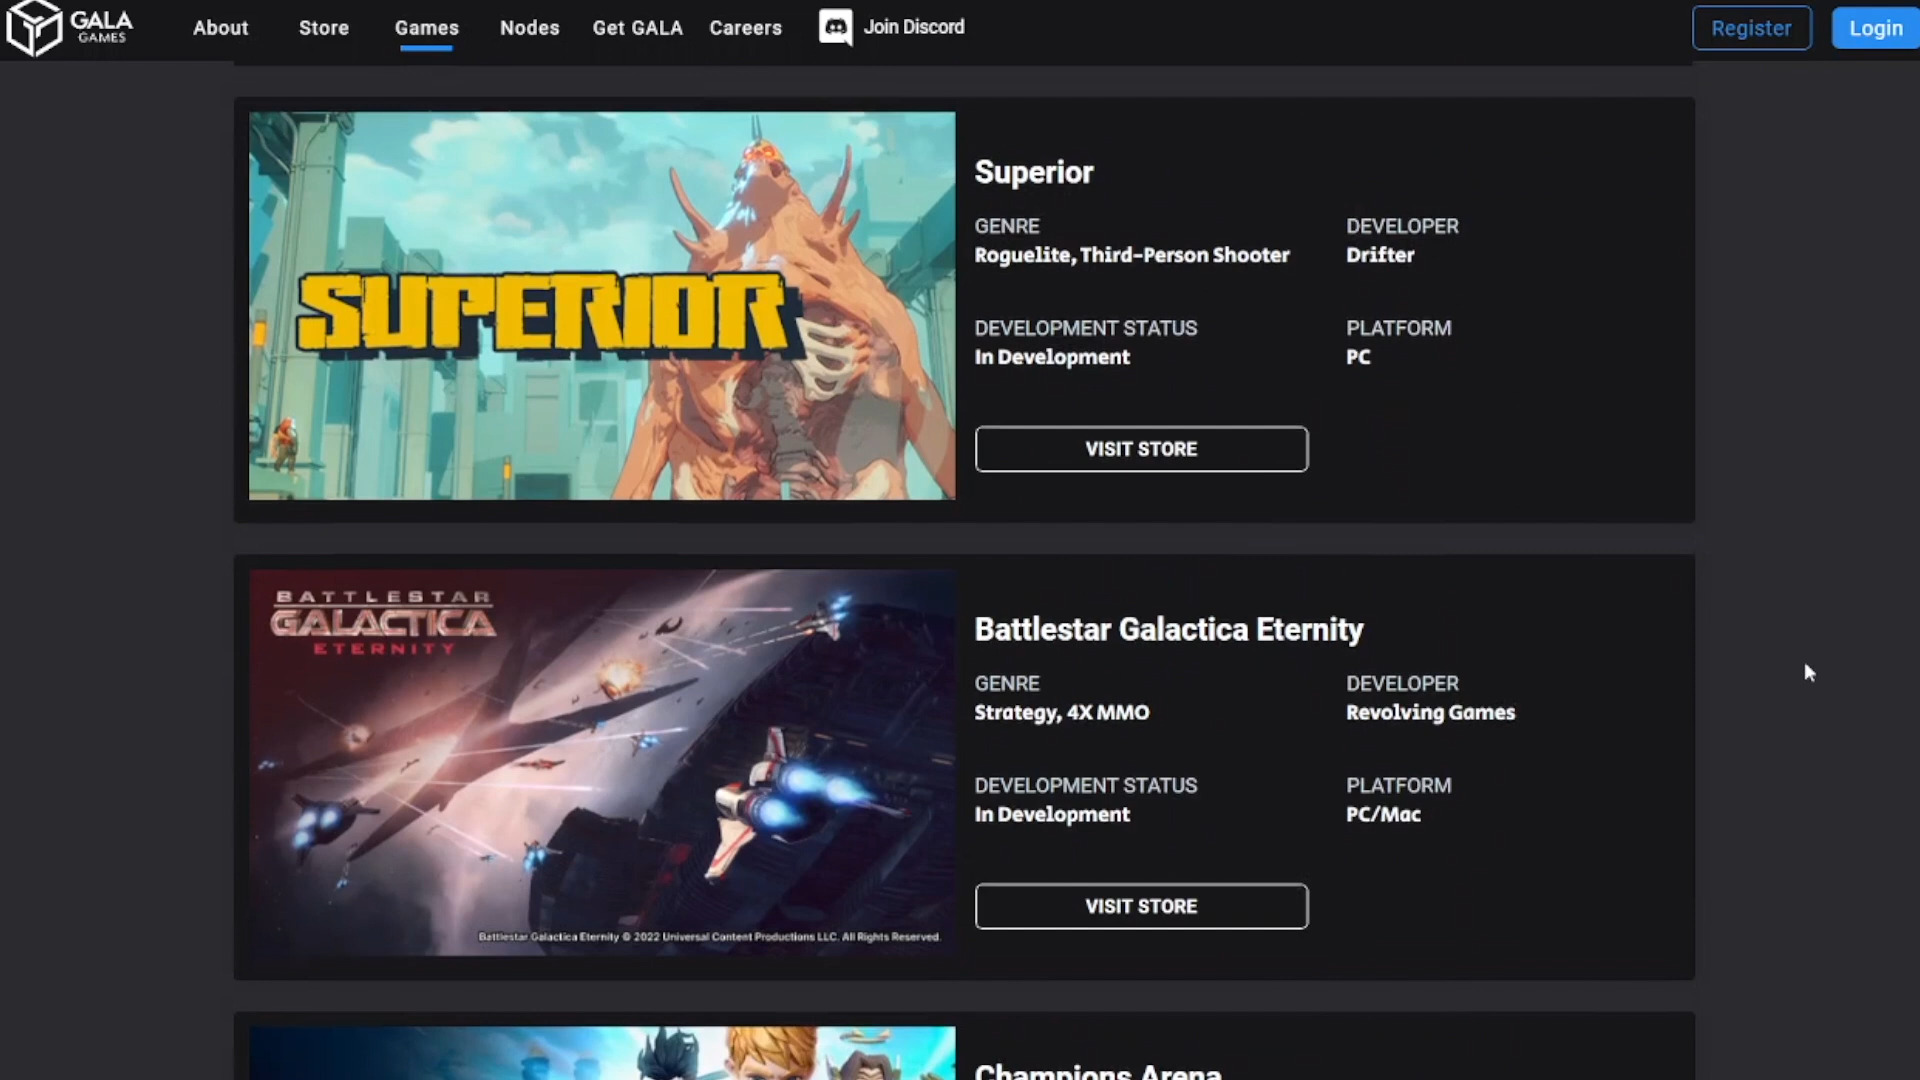 GALA
GAMES
About
Store
Games
Nodes
Get GALA
Careers
Join Discord
Register
Login
SUPERIOR
Superior
GENRE
Roguelite, Third-Person Shooter
DEVELOPER
Drifter
DEVELOPMENT STATUS
In Development
PLATFORM
PC
VISIT STORE
BATTLESTAR
GALACTICA
ETERNITY
Battlestar Galactica Eternity © 2022 Universal Content Productions LLC. All Rights Reserved.
Battlestar Galactica Eternity
GENRE
Strategy, 4X MMO
DEVELOPER
Revolving Games
DEVELOPMENT STATUS
In Development
PLATFORM
PC/Mac
VISIT STORE
Champions Arena